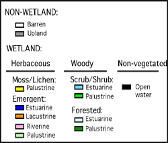 NON-WETLAND:
Barren
Upland
WETLAND:
Herbaceous Woody Non-vegetated
Moss/Lichen:
Palustrine
Emergent:
Estuarine
Lacustrine
Riverine
Palustrine
Scrub/Shrub:
Estuarine
Palustrine
Forested:
Estuarine
Palustrine
Open
water